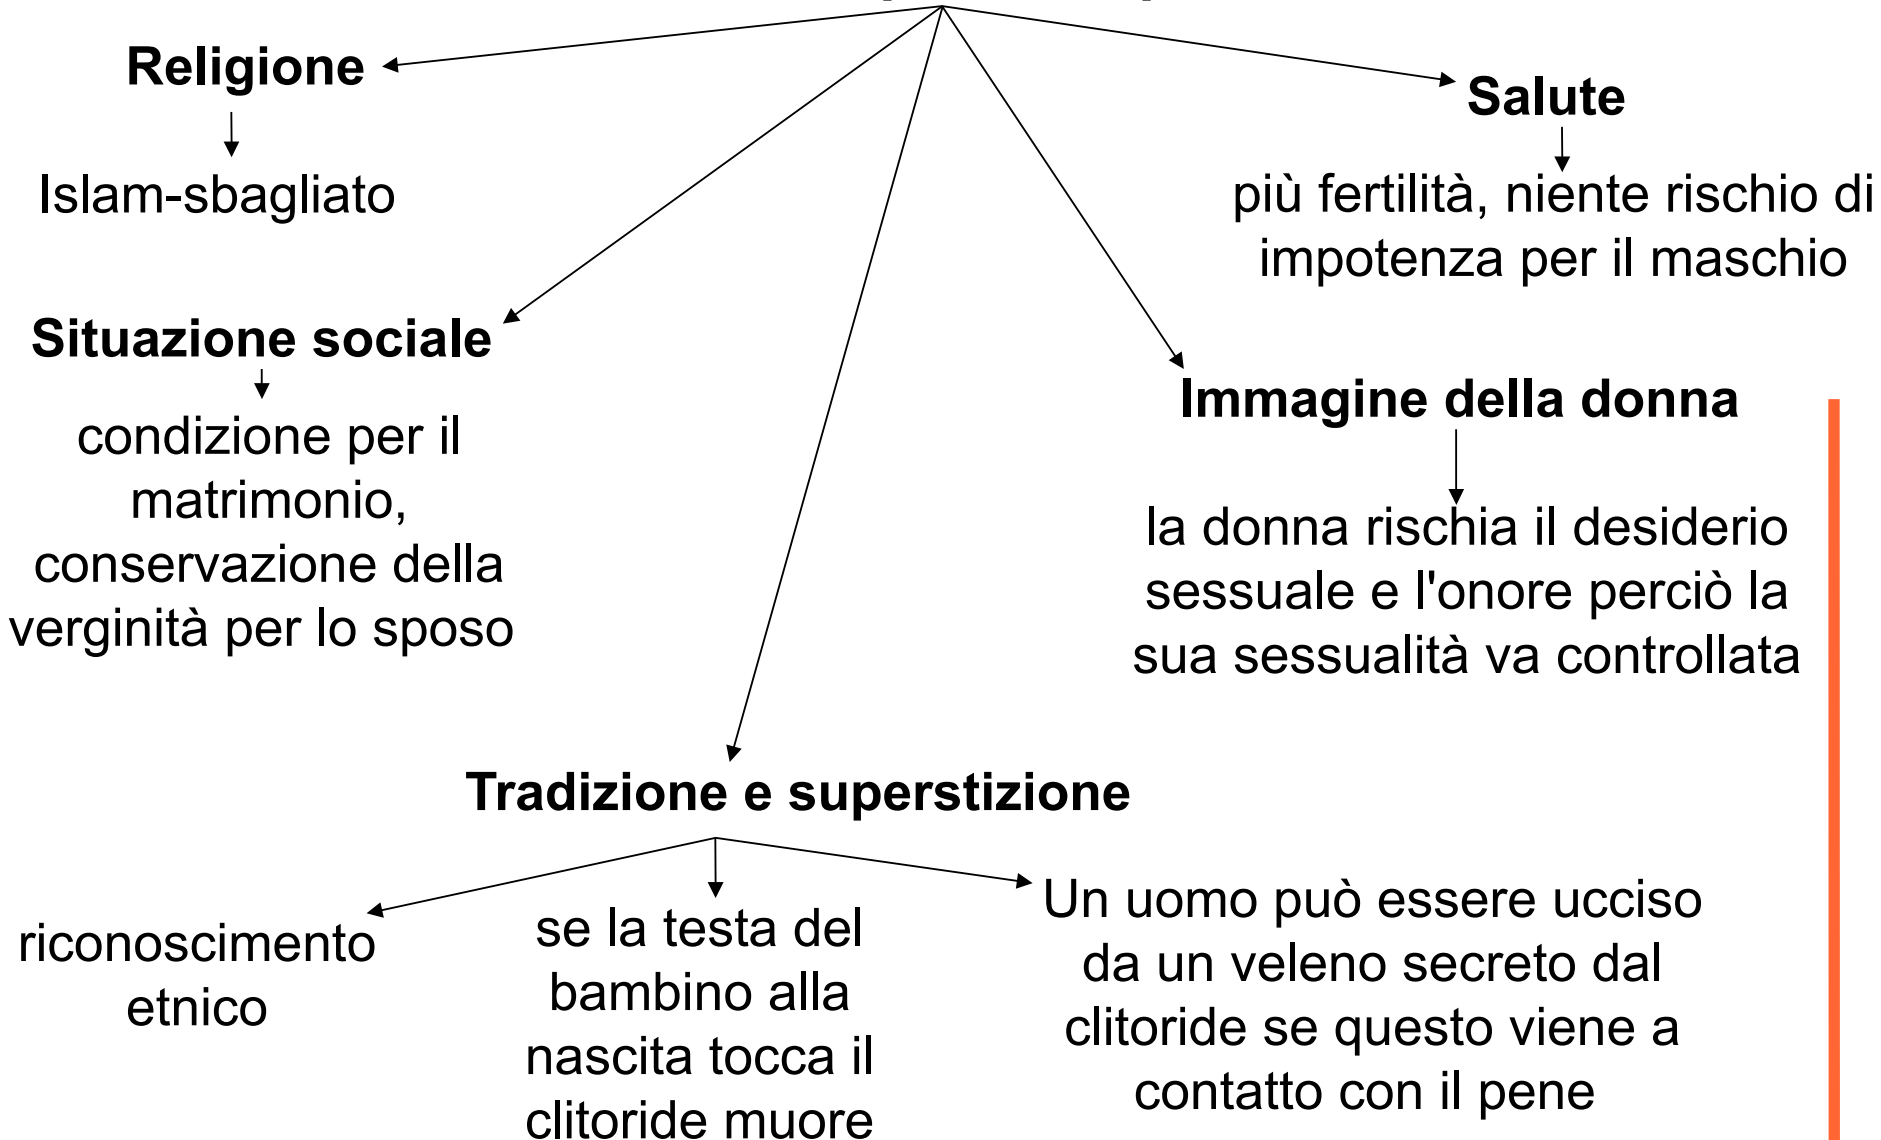 Religione
Islam-sbagliato
Salute
più fertilità, niente rischio di
impotenza per il maschio
Situazione sociale
condizione per il
matrimonio,
conservazione della
verginità per lo sposo
Immagine della donna
la donna rischia il desiderio
sessuale e l'onore perciò la
sua sessualità va controllata
Tradizione e superstizione
riconoscimento
etnico
se la testa del
bambino alla
nascita tocca il
clitoride muore
Un uomo può essere ucciso
da un veleno secreto dal
clitoride se questo viene a
contatto con il pene